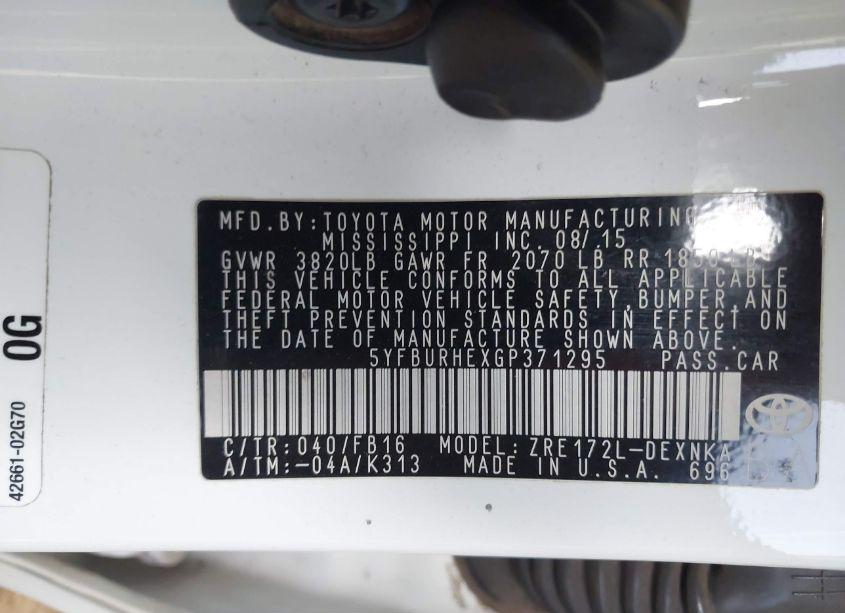 MFD.BY:TOYOTA MOTOR MANUFACTURING
MISSISSIPPI INC. 08/.15
GVWR 3820LB GAWR FR 2070 LB RR 1859 LB
THIS VEHICLE CONFORMS TO ALL APPLICABLE
FEDERAL MOTOR VEHICLE SAFETY,BUMPER,AND
THEFT PREVENTION STANDARDS IN EFFECT ON
THE DATE OF MANUFACTURE SHOWN ABOVE.
5YFBURHEXGP371295 PASS.CAR
C/TR:040/FB16 MODEL:ZRE172L-DEXNKA
A/TM:-04A/K313 MADE IN U.S.A. 696
0G
42661-02G70